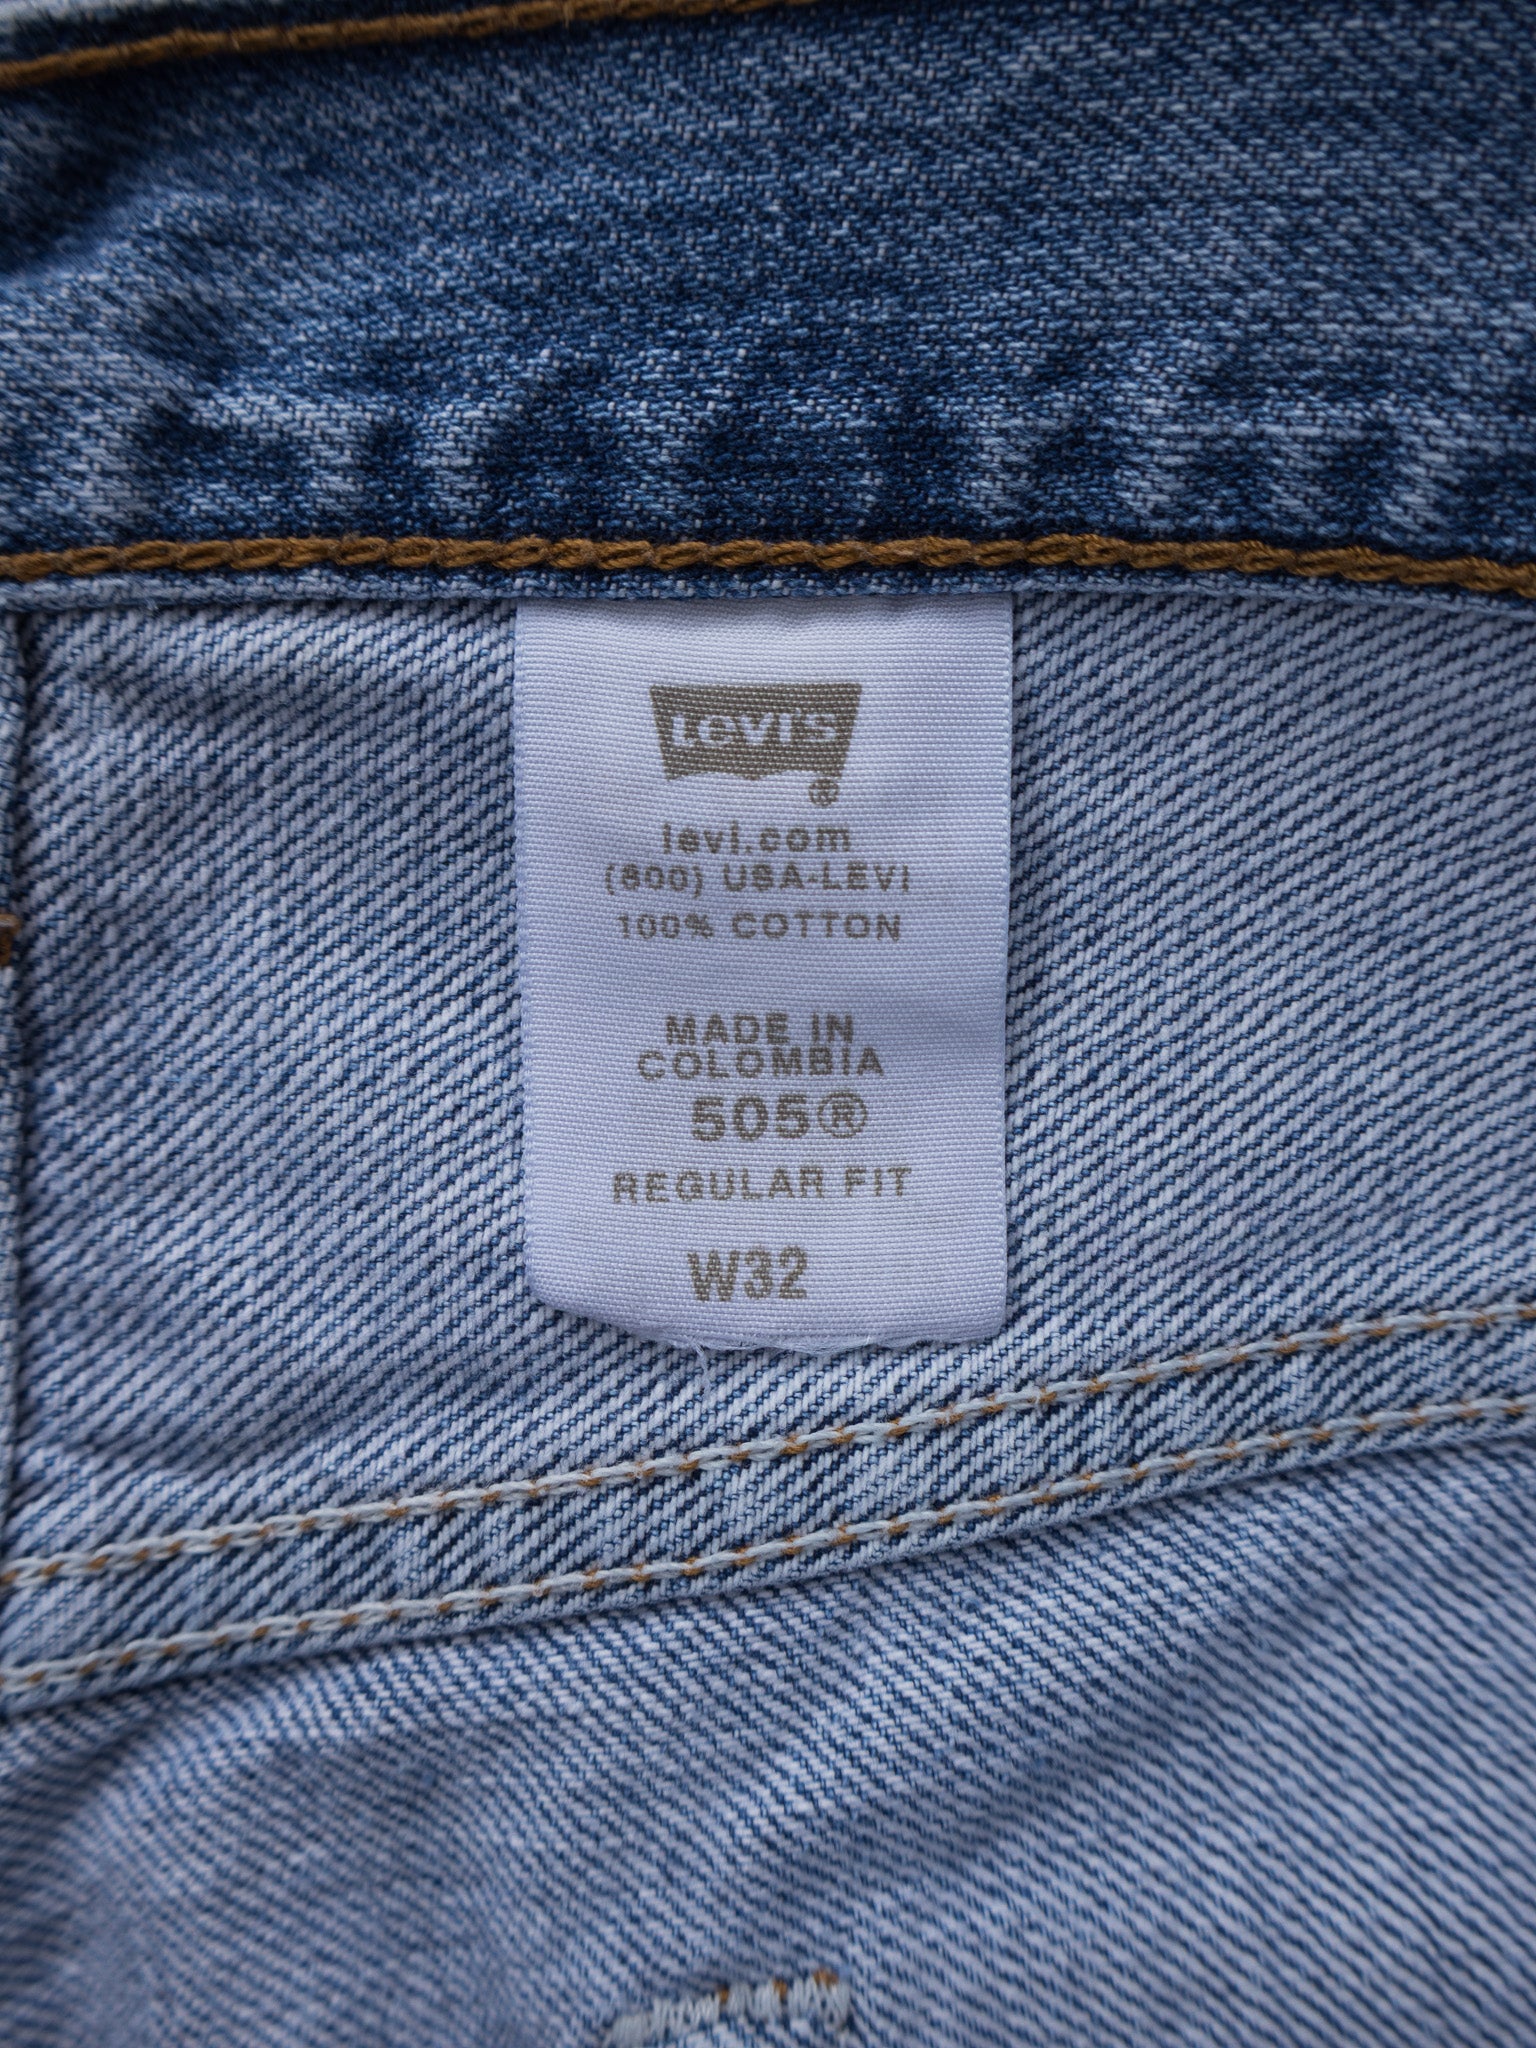 LEVI'S
®
levi.com
(800) USA-LEVI
100% COTTON
MADE IN
COLOMBIA
505®
REGULAR FIT
W32